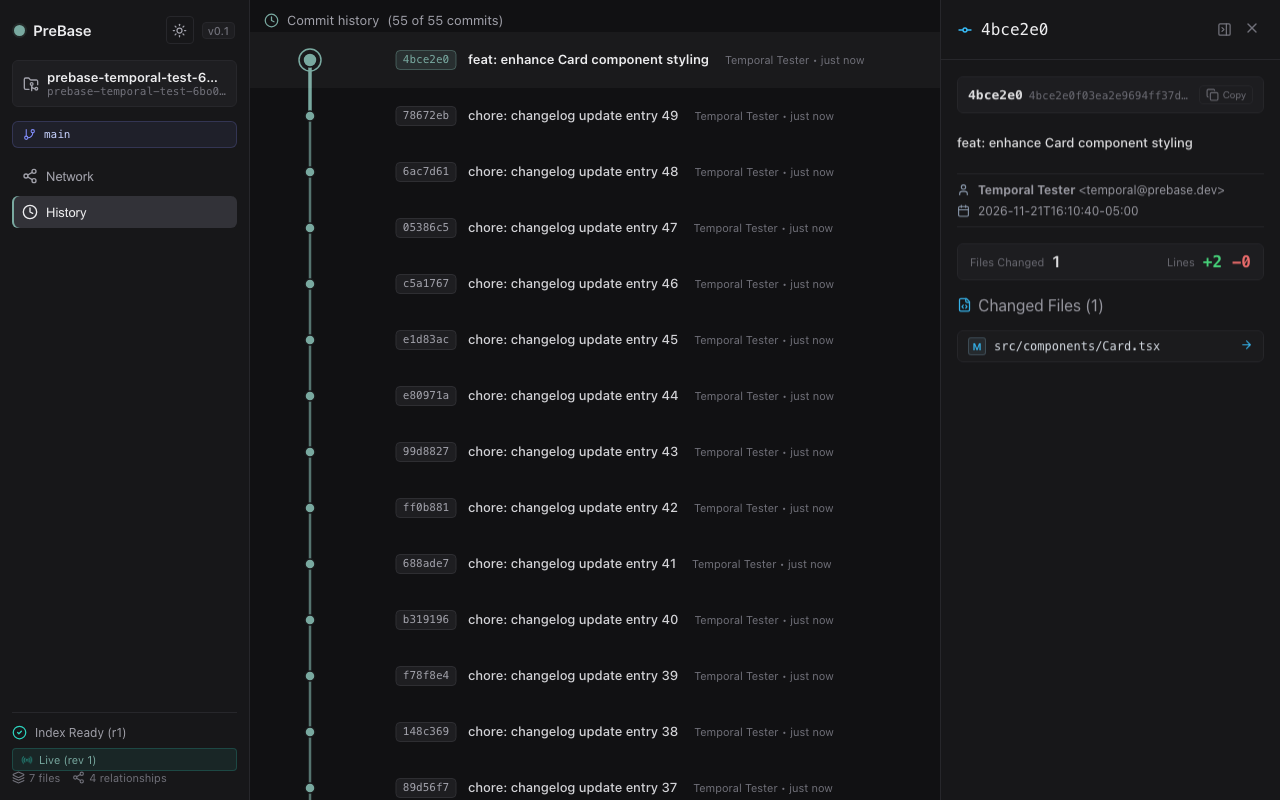 PreBase
v0.1
prebase-temporal-test-6...
prebase-temporal-test-6bo0...
main
Network
History
Index Ready (r1)
Live (rev 1)
7 files 4 relationships
Commit history (55 of 55 commits)
4bce2e0 feat: enhance Card component styling Temporal Tester • just now
78672eb chore: changelog update entry 49 Temporal Tester • just now
6ac7d61 chore: changelog update entry 48 Temporal Tester • just now
05386c5 chore: changelog update entry 47 Temporal Tester • just now
c5a1767 chore: changelog update entry 46 Temporal Tester • just now
e1d83ac chore: changelog update entry 45 Temporal Tester • just now
e80971a chore: changelog update entry 44 Temporal Tester • just now
99d8827 chore: changelog update entry 43 Temporal Tester • just now
ff0b881 chore: changelog update entry 42 Temporal Tester • just now
688ade7 chore: changelog update entry 41 Temporal Tester • just now
b319196 chore: changelog update entry 40 Temporal Tester • just now
f78f8e4 chore: changelog update entry 39 Temporal Tester • just now
148c369 chore: changelog update entry 38 Temporal Tester • just now
89d56f7 chore: changelog update entry 37 Temporal Tester • just now
4bce2e0
4bce2e0 4bce2e0f03ea2e9694ff37d... Copy
feat: enhance Card component styling
Temporal Tester <temporal@prebase.dev>
2026-11-21T16:10:40-05:00
Files Changed 1 Lines +2 −0
Changed Files (1)
M src/components/Card.tsx